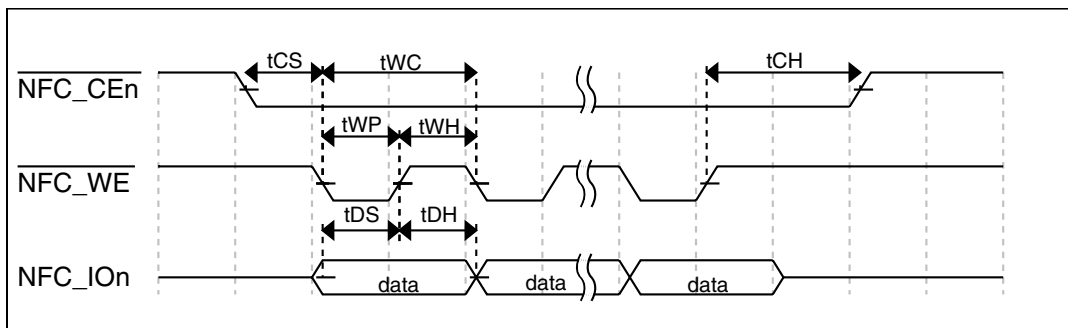 tCS tWC tCH
NFC_CEn
tWP tWH
NFC_WE
tDS tDH
NFC_IOn data data data